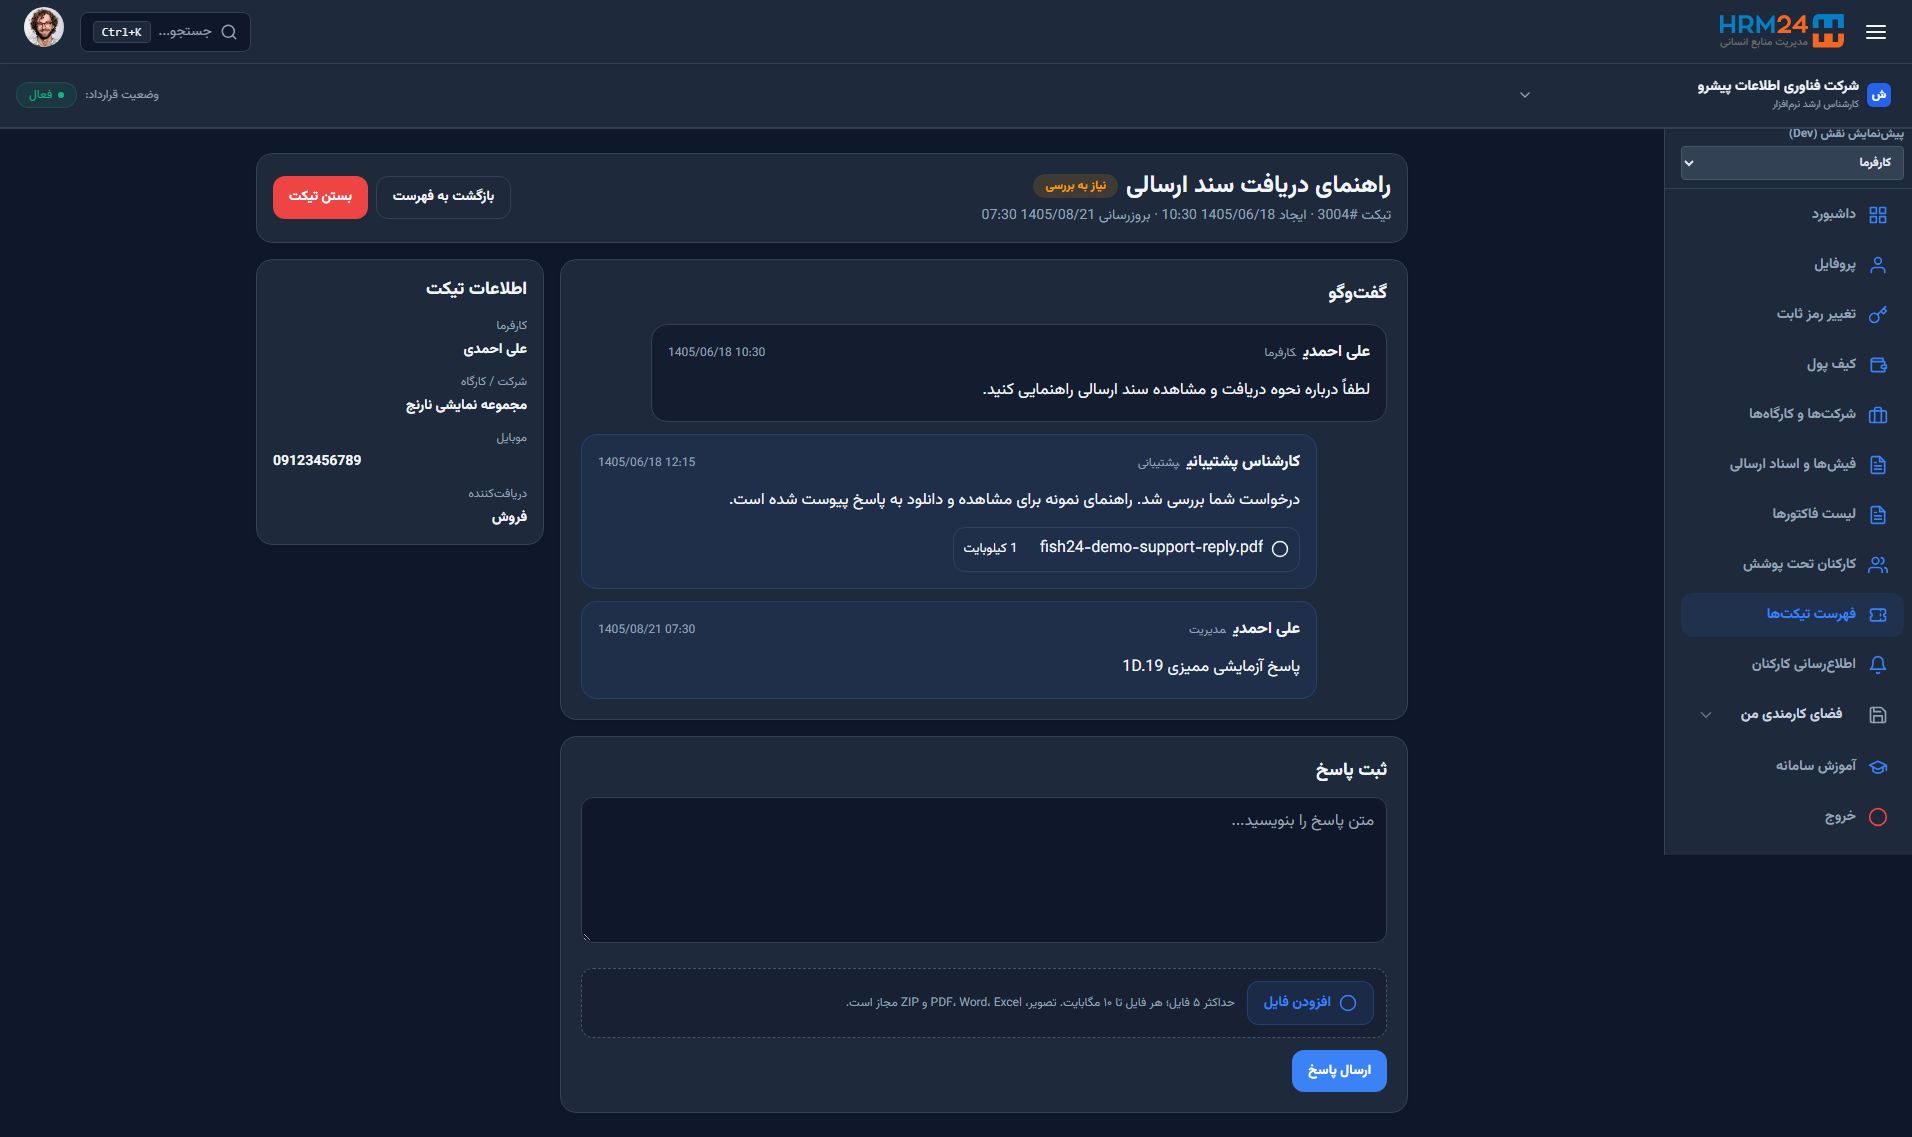 HRM24
مدیریت منابع انسانی
جستجو...
Ctrl+K
ش
شرکت فناوری اطلاعات پیشرو
کارشناس ارشد نرم‌افزار
وضعیت قرارداد:
فعال
پیش‌نمایش نقش (Dev)
کارفرما
داشبورد
پروفایل
تغییر رمز ثابت
کیف پول
شرکت‌ها و کارگاه‌ها
فیش‌ها و اسناد ارسالی
لیست فاکتورها
کارکنان تحت پوشش
فهرست تیکت‌ها
اطلاع‌رسانی کارکنان
فضای کارمندی من
آموزش سامانه
خروج
راهنمای دریافت سند ارسالی
نیاز به بررسی
تیکت #3004 · ایجاد 1405/06/18 10:30 · بروزرسانی 1405/08/21 07:30
بازگشت به فهرست
بستن تیکت
گفت‌وگو
علی احمدی کارفرما
1405/06/18 10:30
لطفاً درباره نحوه دریافت و مشاهده سند ارسالی راهنمایی کنید.
کارشناس پشتیبانی پشتیبانی
1405/06/18 12:15
درخواست شما بررسی شد. راهنمای نمونه برای مشاهده و دانلود به پاسخ پیوست شده است.
fish24-demo-support-reply.pdf
1 کیلوبایت
علی احمدی مدیریت
1405/08/21 07:30
پاسخ آزمایشی ممیزی 1D.19
اطلاعات تیکت
کارفرما
علی احمدی
شرکت / کارگاه
مجموعه نمایشی نارنج
موبایل
09123456789
دریافت‌کننده
فروش
ثبت پاسخ
متن پاسخ را بنویسید...
افزودن فایل
حداکثر ۵ فایل؛ هر فایل تا ۱۰ مگابایت. تصویر، PDF، Word، Excel و ZIP مجاز است.
ارسال پاسخ